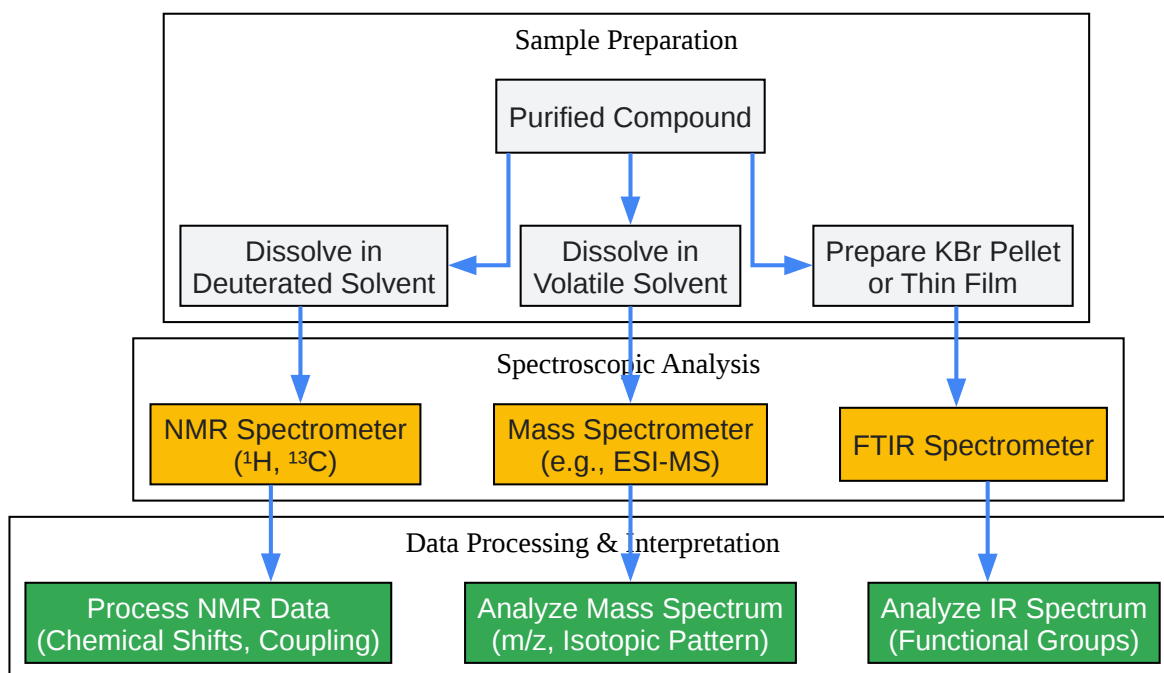 Sample Preparation
Purified Compound
Dissolve in
Deuterated Solvent
Dissolve in
Volatile Solvent
Prepare KBr Pellet
or Thin Film
Spectroscopic Analysis
NMR Spectrometer
(¹H, ¹³C)
Mass Spectrometer
(e.g., ESI-MS)
FTIR Spectrometer
Data Processing & Interpretation
Process NMR Data
(Chemical Shifts, Coupling)
Analyze Mass Spectrum
(m/z, Isotopic Pattern)
Analyze IR Spectrum
(Functional Groups)